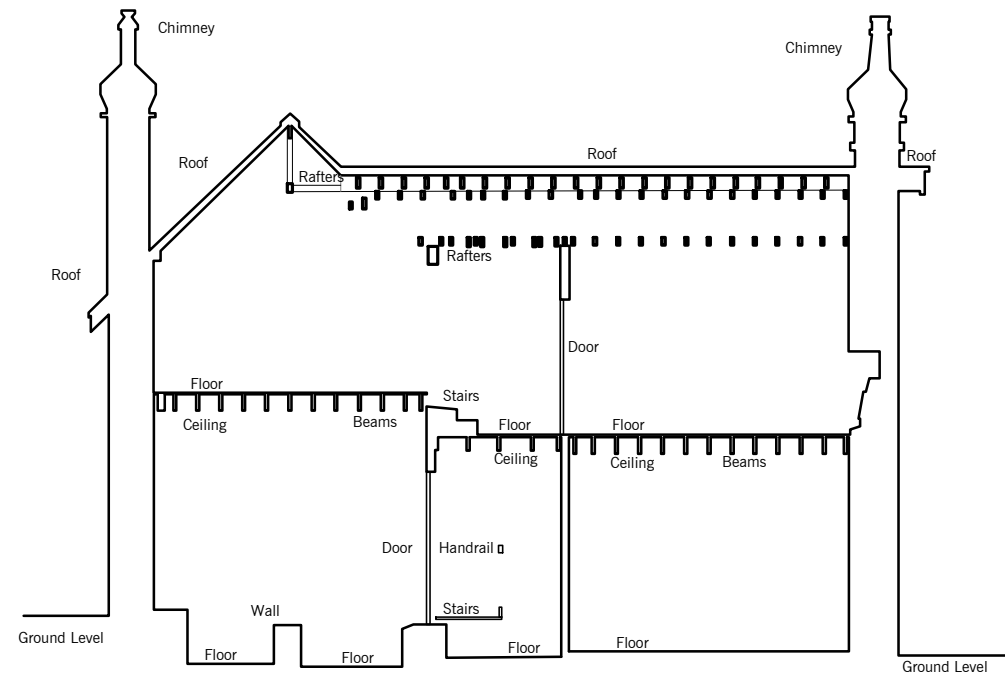 Chimney
Chimney
Roof
Roof
Roof
Rafters
Rafters
Roof
Door
Floor
Stairs
Ceiling
Beams
Floor
Floor
Ceiling
Ceiling
Beams
Door
Handrail
Wall
Stairs
Ground Level
Floor
Floor
Floor
Floor
Ground Level